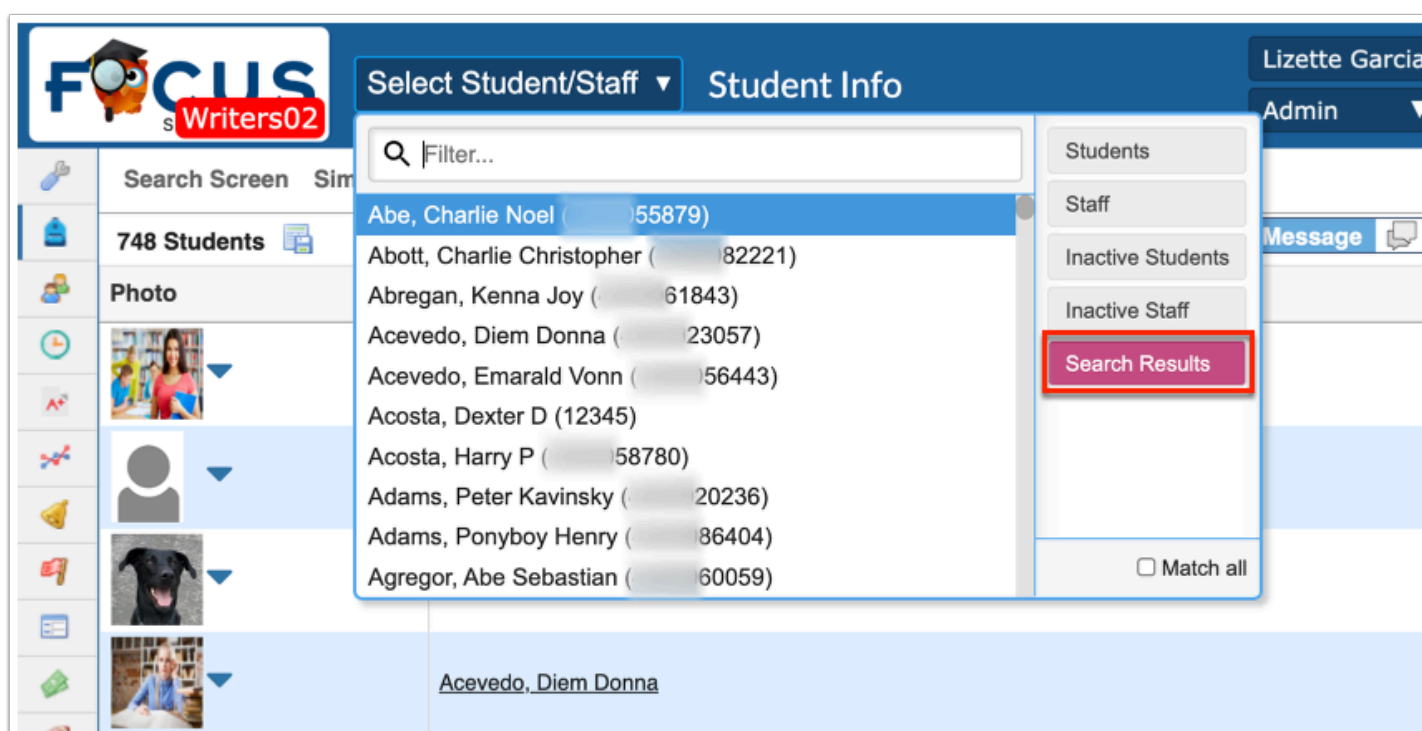 FOCUS
S Writers02
Select Student/Staff ▼
Student Info
Lizette Garcia
Admin
Filter...
Students
Staff
Inactive Students
Inactive Staff
Search Results
Match all
Abe, Charlie Noel ( 55879)
Abott, Charlie Christopher ( 82221)
Abregan, Kenna Joy ( 61843)
Acevedo, Diem Donna ( 23057)
Acevedo, Emarald Vonn ( 56443)
Acosta, Dexter D (12345)
Acosta, Harry P ( 58780)
Adams, Peter Kavinsky ( 20236)
Adams, Ponyboy Henry ( 86404)
Agregor, Abe Sebastian ( 60059)
Search Screen Sim
748 Students
Message
Photo
A+
Acevedo, Diem Donna